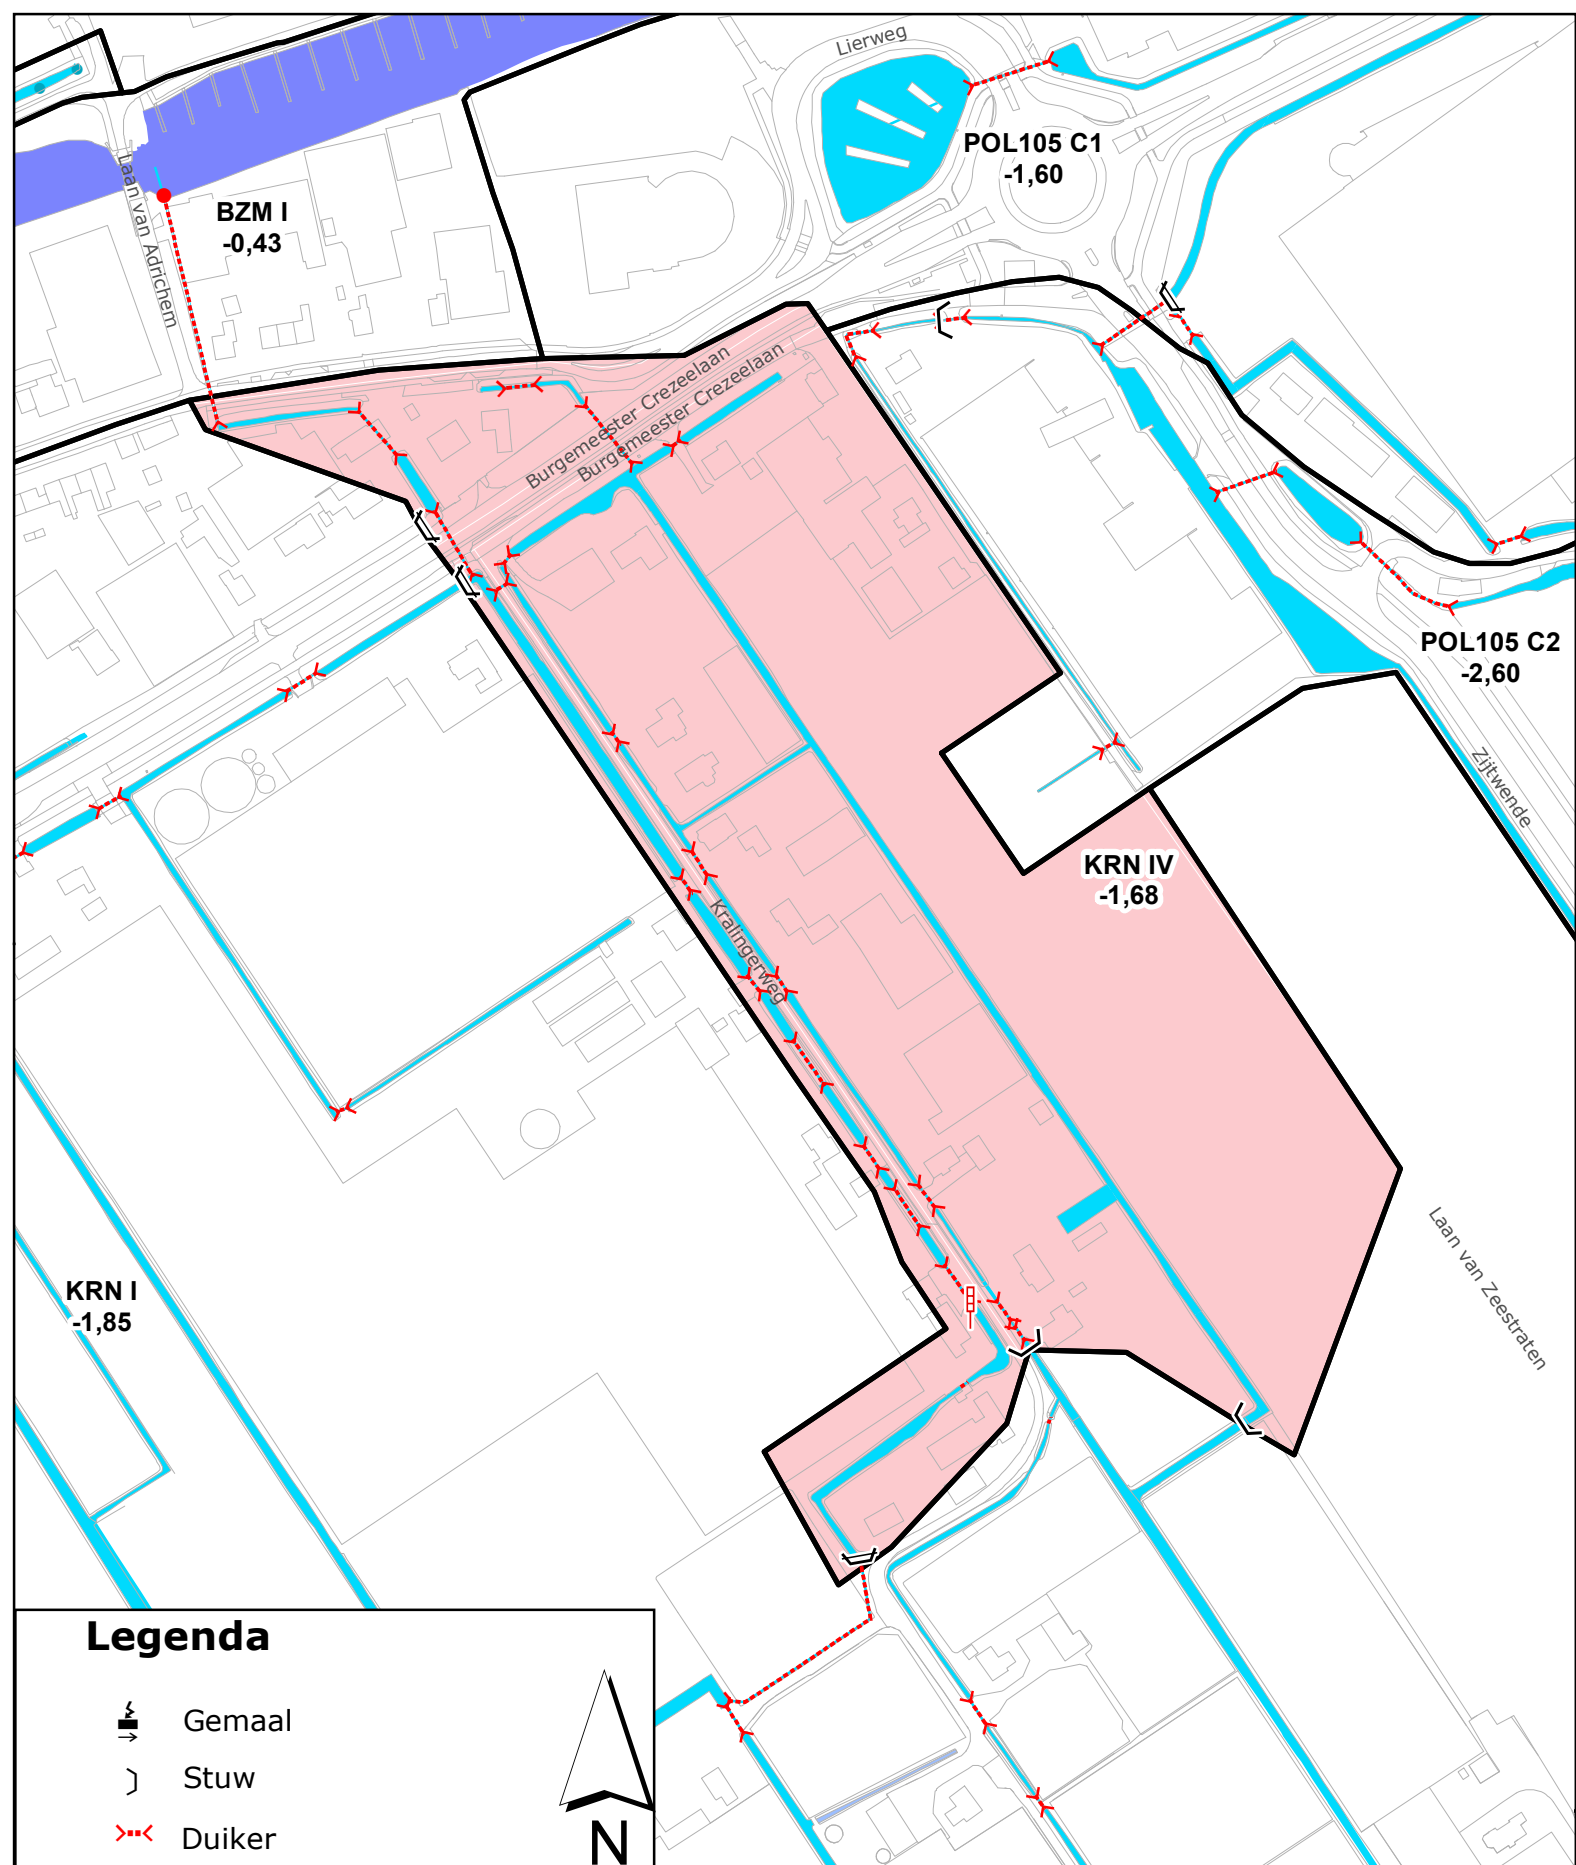 Lierweg
POL105 C1
-1,60
Laan van Adrichem
BZM I
-0,43
Burgemeester Crezeelaan
Burgemeester Crezeelaan
POL105 C2
-2,60
Zijtwende
KRN IV
-1,68
Kralingerweg
Laan van Zeestraten
KRN I
-1,85
Legenda
Gemaal
Stuw
Duiker
N